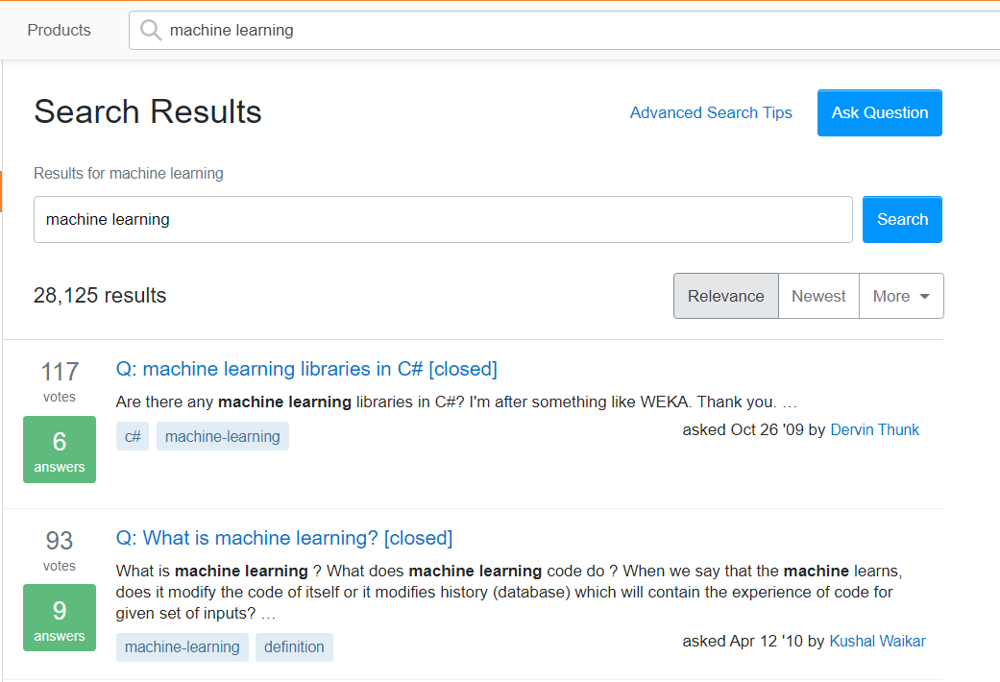 Products
machine learning
Search Results
Advanced Search Tips
Ask Question
Results for machine learning
machine learning
Search
28,125 results
Relevance
Newest
More
117
votes
6
answers
Q: machine learning libraries in C# [closed]
Are there any machine learning libraries in C#? I'm after something like WEKA. Thank you. …
c#
machine-learning
asked Oct 26 '09 by Dervin Thunk
93
votes
9
answers
Q: What is machine learning? [closed]
What is machine learning ? What does machine learning code do ? When we say that the machine learns,
does it modify the code of itself or it modifies history (database) which will contain the experience of code for
given set of inputs? …
machine-learning
definition
asked Apr 12 '10 by Kushal Waikar